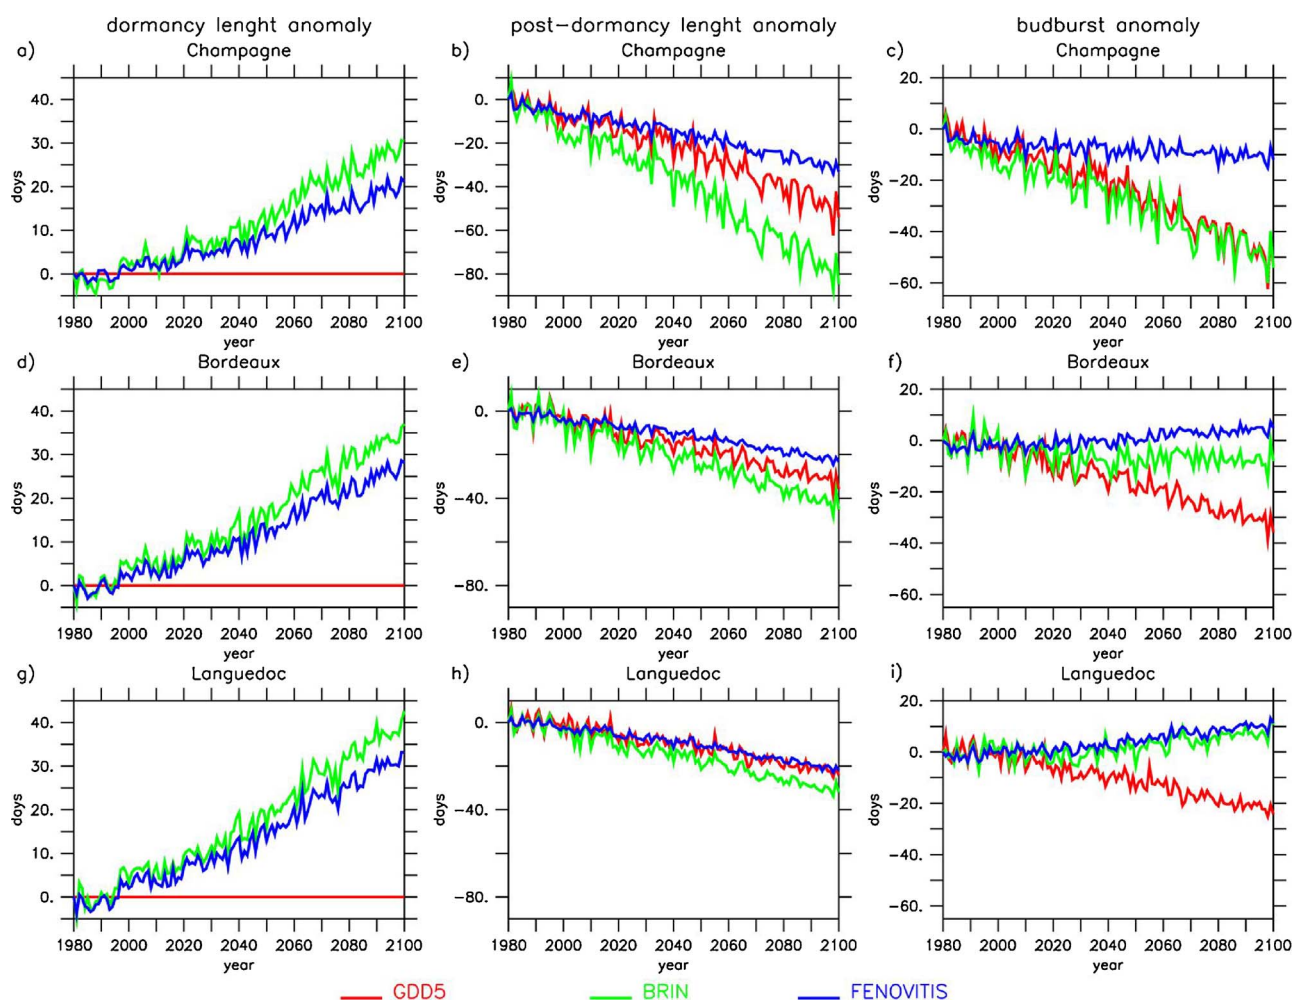 dormancy lenght anomaly post-dormancy lenght anomaly budburst anomaly
a) Champagne b) Champagne c) Champagne
40. 30. 20. 10. 0.
days
1980 2000 2020 2040 2060 2080 2100
year
0. -20. -40. -60. -80.
days
1980 2000 2020 2040 2060 2080 2100
year
20. 0. -20. -40. -60.
days
1980 2000 2020 2040 2060 2080 2100
year
d) Bordeaux e) Bordeaux f) Bordeaux
40. 30. 20. 10. 0.
days
1980 2000 2020 2040 2060 2080 2100
year
0. -40. -80.
days
1980 2000 2020 2040 2060 2080 2100
year
20. 0. -20. -40. -60.
days
1980 2000 2020 2040 2060 2080 2100
year
g) Languedoc h) Languedoc i) Languedoc
40. 30. 20. 10. 0.
days
1980 2000 2020 2040 2060 2080 2100
year
0. -40. -80.
days
1980 2000 2020 2040 2060 2080 2100
year
20. 0. -20. -40. -60.
days
1980 2000 2020 2040 2060 2080 2100
year
GDD5 BRIN FENOVITIS